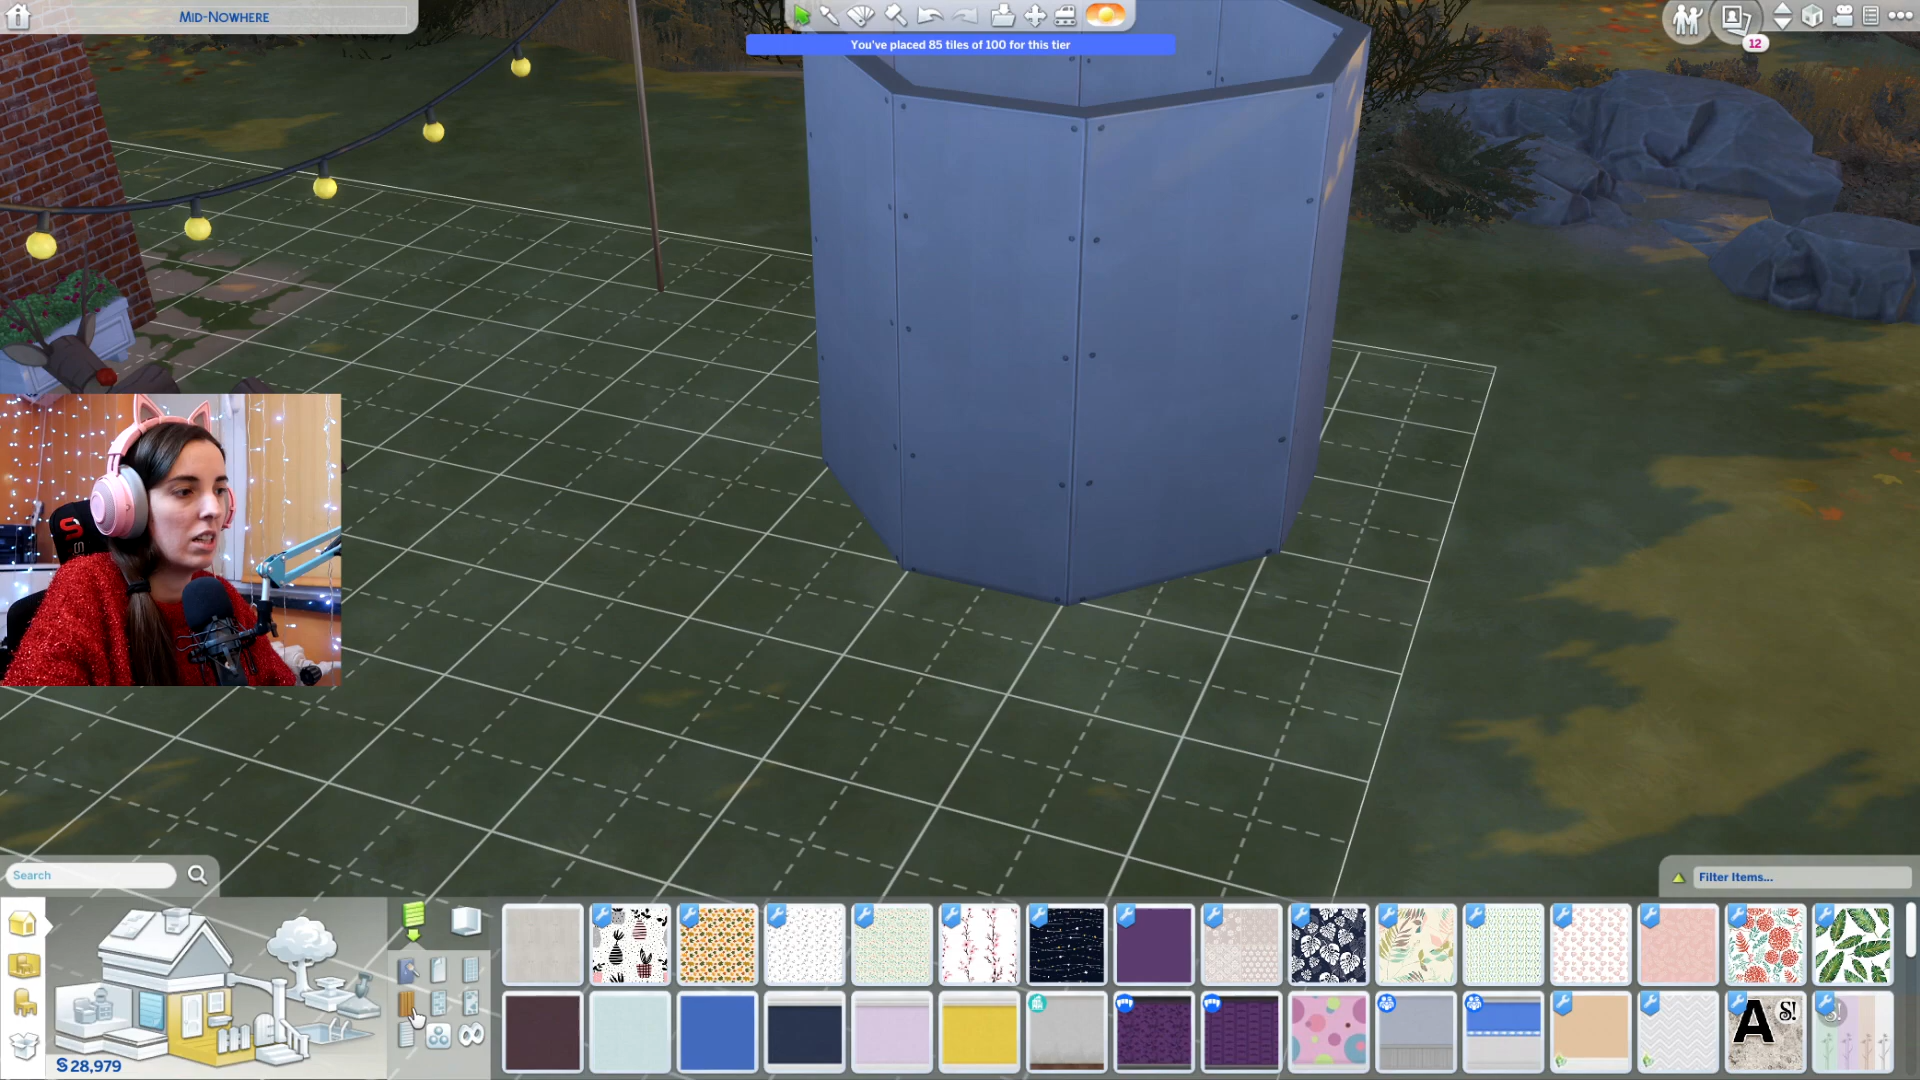 Mid-Nowhere
You've placed 85 tiles of 100 for this tier
12
Search
Filter Items...
S!
A
S!
§28,979